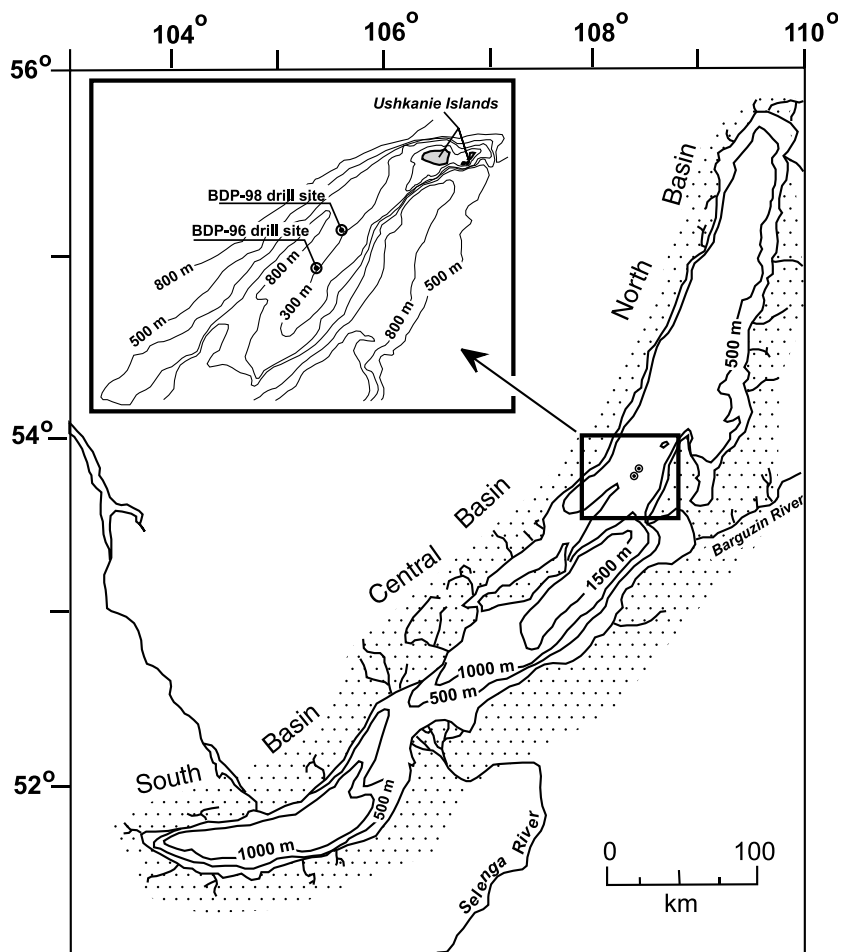 104°
106°
108°
110°
56°
Ushkanie Islands
BDP-98 drill site
BDP-96 drill site
800 m
800 m
300 m
500 m
500 m
800 m
North
Basin
500 m
54°
Central
Basin
Barguzin River
1500 m
1000 m
500 m
South
Basin
52°
500 m
1000 m
Selenga River
0
100
km